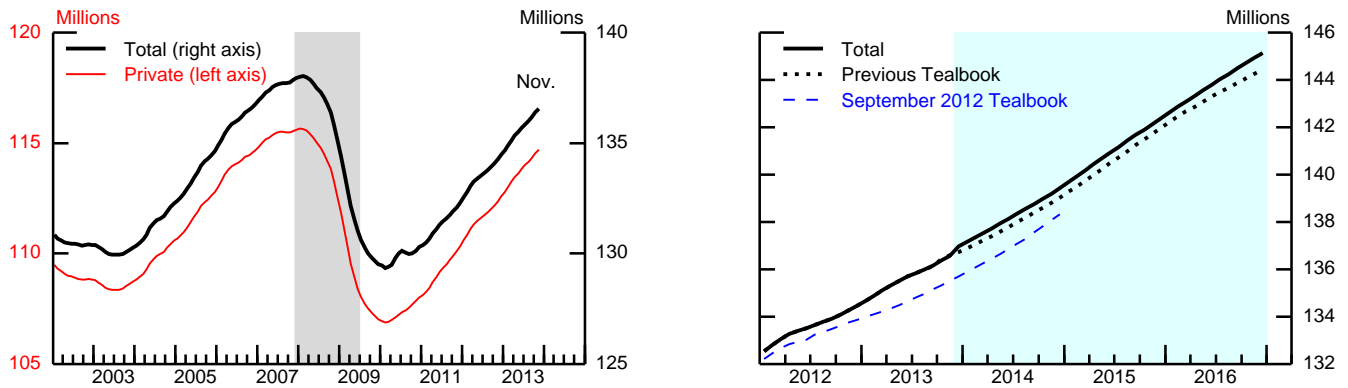 Millions Millions
120 140
Total (right axis)
Private (left axis)
Nov.
115 135
110 130
105 125
2003 2005 2007 2009 2011 2013
Millions
146
Total
Previous Tealbook
September 2012 Tealbook
144
142
140
138
136
134
132
2012 2013 2014 2015 2016